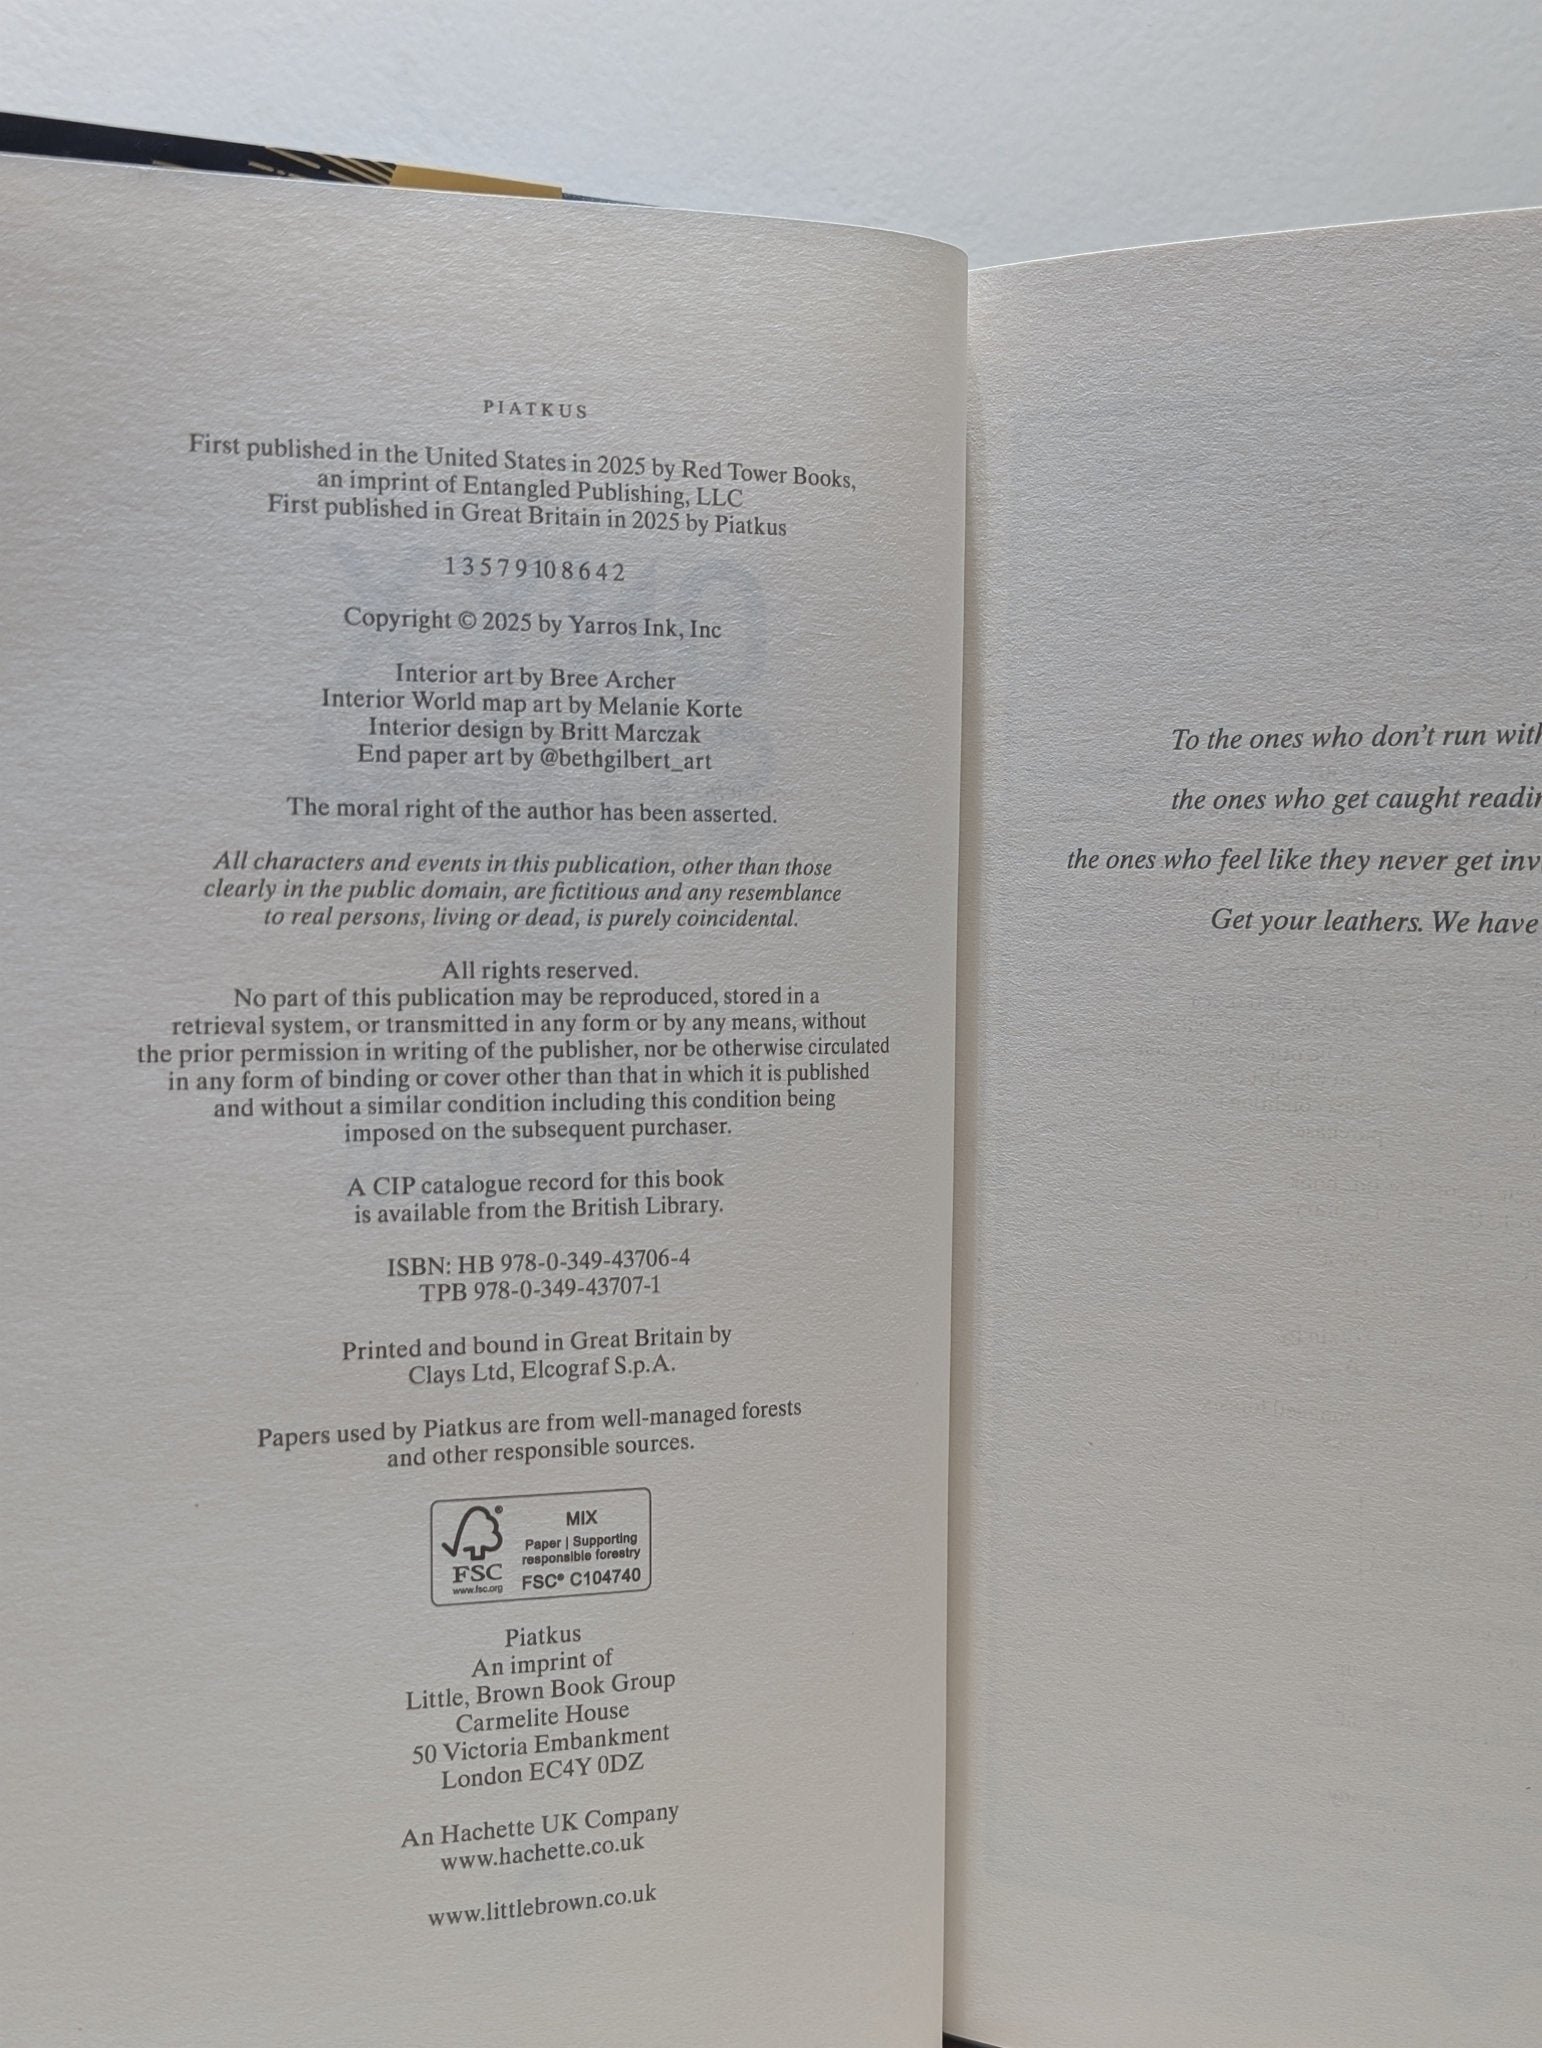 PIATKUS
First published in the United States in 2025 by Red Tower Books,
an imprint of Entangled Publishing, LLC
First published in Great Britain in 2025 by Piatkus
1 3 5 7 9 10 8 6 4 2
Copyright © 2025 by Yarros Ink, Inc
Interior art by Bree Archer
Interior World map art by Melanie Korte
Interior design by Britt Marczak
End paper art by @bethgilbert_art
The moral right of the author has been asserted.
All characters and events in this publication, other than those
clearly in the public domain, are fictitious and any resemblance
to real persons, living or dead, is purely coincidental.
All rights reserved.
No part of this publication may be reproduced, stored in a
retrieval system, or transmitted in any form or by any means, without
the prior permission in writing of the publisher, nor be otherwise circulated
in any form of binding or cover other than that in which it is published
and without a similar condition including this condition being
imposed on the subsequent purchaser.
A CIP catalogue record for this book
is available from the British Library.
ISBN: HB 978-0-349-43706-4
TPB 978-0-349-43707-1
Printed and bound in Great Britain by
Clays Ltd, Elcograf S.p.A.
Papers used by Piatkus are from well-managed forests
and other responsible sources.
FSC
www.fsc.org
MIX
Paper | Supporting
responsible forestry
FSC® C104740
Piatkus
An imprint of
Little, Brown Book Group
Carmelite House
50 Victoria Embankment
London EC4Y 0DZ
An Hachette UK Company
www.hachette.co.uk
www.littlebrown.co.uk
To the ones who don't run
the ones who get caught
the ones who feel like they never get
Get your leathers. We have